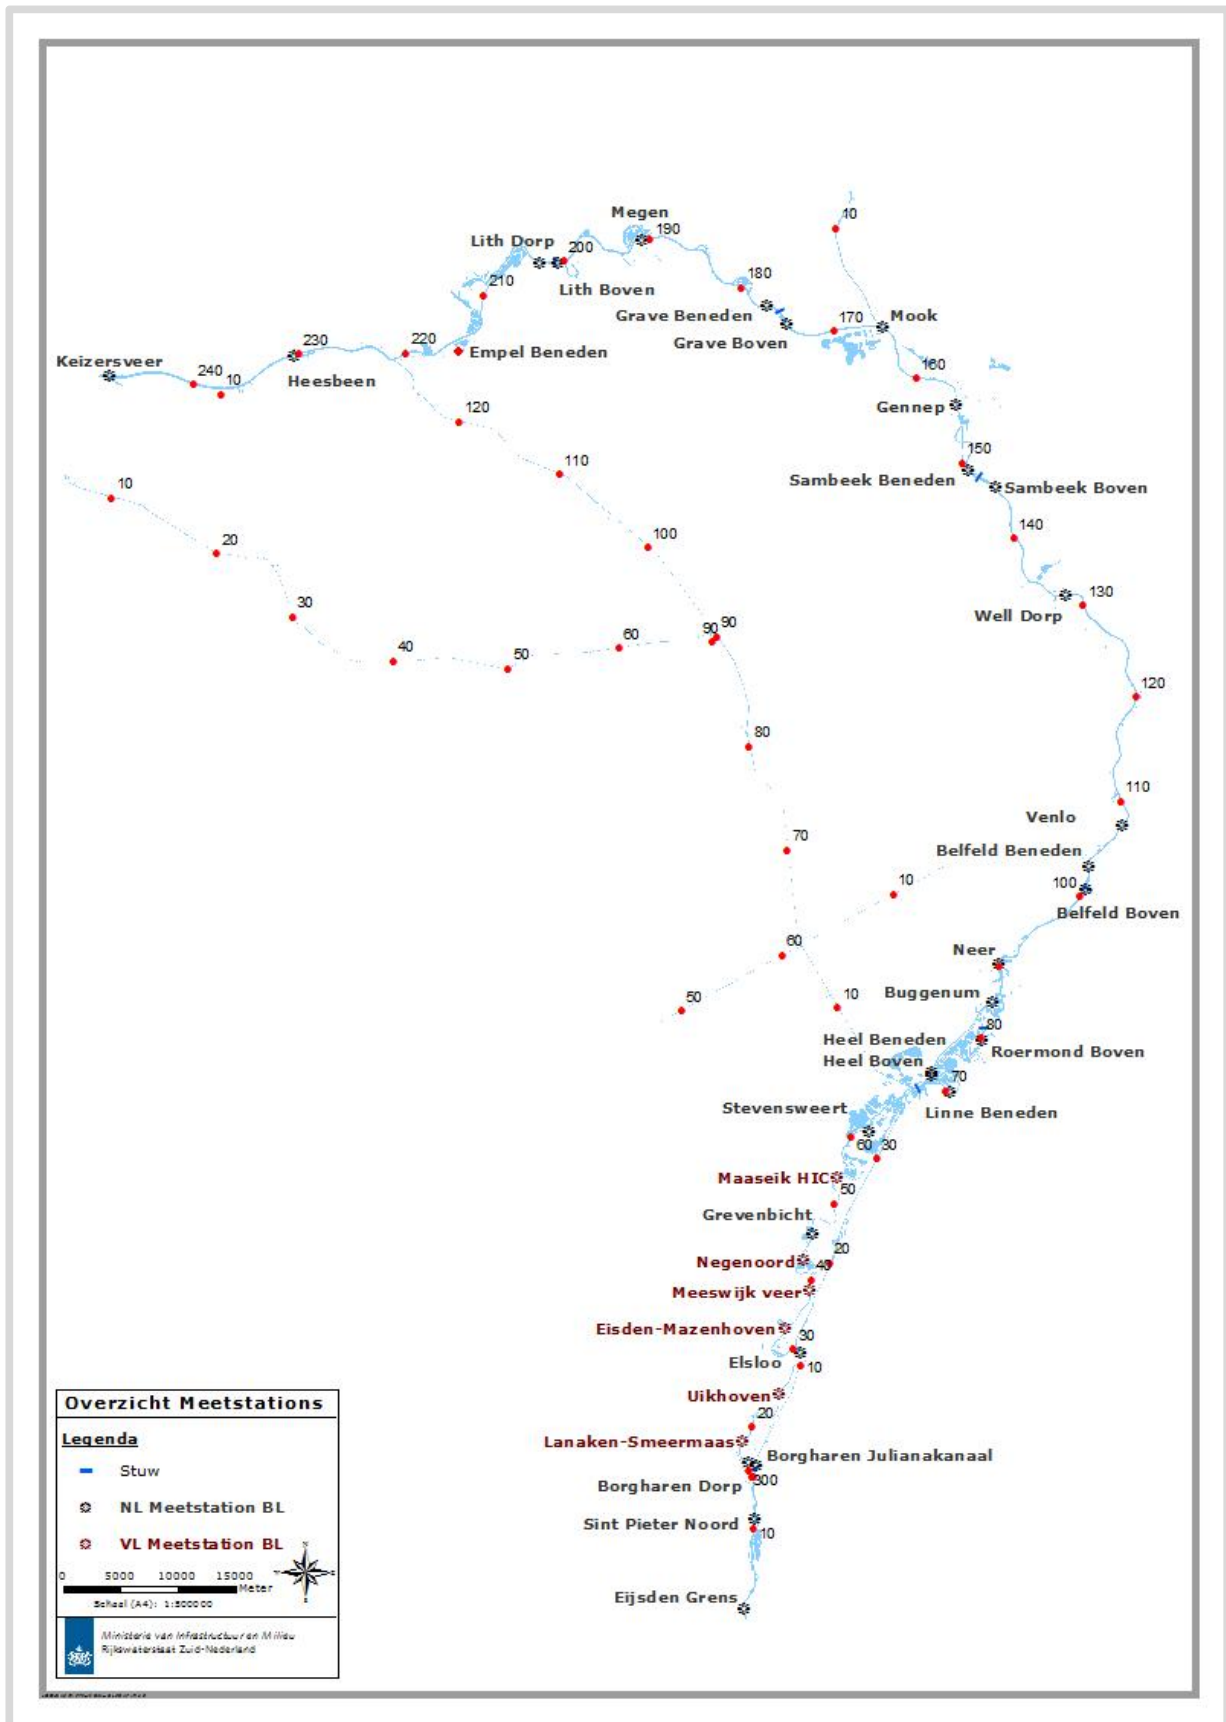 Megen
190
10
Lith Dorp
200
Lith Boven
210
180
Grave Beneden
Grave Boven
170
Mook
Keizersveer
240
10
230
Heesbeen
220
Empel Beneden
160
Gennep
120
110
150
Sambeek Beneden
Sambeek Boven
10
20
100
140
30
130
Well Dorp
40
50
60
90
90
120
80
110
Venlo
70
Belfeld Beneden
10
100
Belfeld Boven
60
Neer
50
10
Buggenum
80
Heel Beneden
Heel Boven
Roermond Boven
70
Linne Beneden
Stevensweert
60
30
Maaseik HIC
50
Grevenbicht
20
Negenoord
40
Meeswijk veer
Eisden-Mazenhoven
30
Elsloo
10
Uikhoven
20
Lanaken-Smeermaas
Borgharen Julianakanaal
Borgharen Dorp
300
Sint Pieter Noord
10
Eijsden Grens
Overzicht Meetstations
Legenda
Stuw
NL Meetstation BL
VL Meetstation BL
0 5000 10000 15000
Meter
Schaal (A4): 1:300000
Ministerie van Infrastructuur en Milieu
Rijkswaterstaat Zuid-Nederland